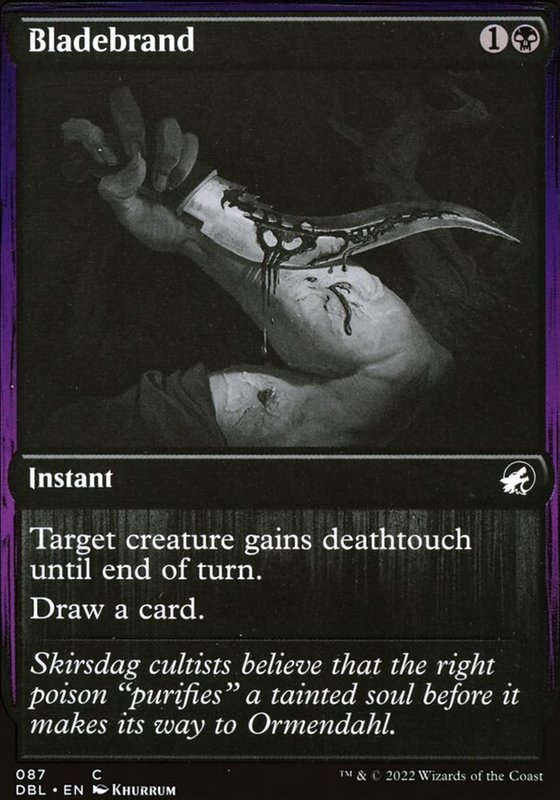 Bladebrand 1
Instant
Target creature gains deathtouch
until end of turn.
Draw a card.
Skirsdag cultists believe that the right
poison “purifies” a tainted soul before it
makes its way to Ormendahl.
087 C
DBL • EN KHURRUM
™ & © 2022 Wizards of the Coast